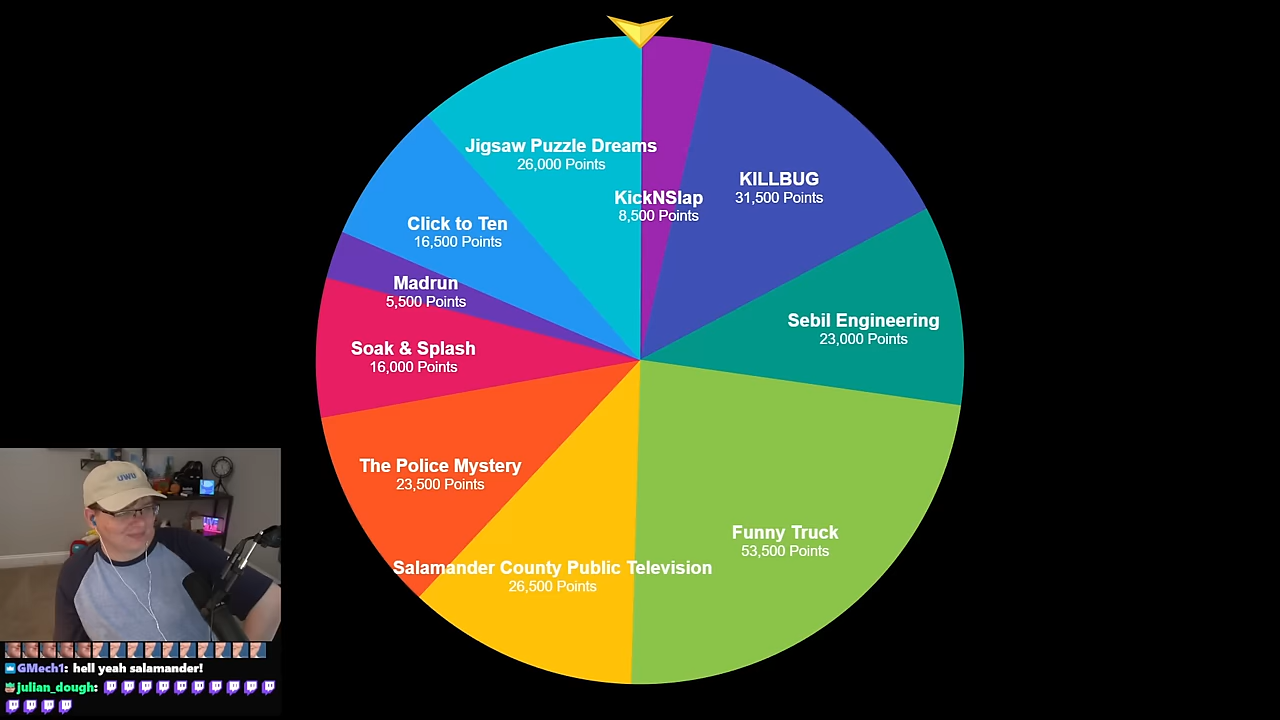 Jigsaw Puzzle Dreams
26,000 Points
KILLBUG
31,500 Points
KickNSlap
8,500 Points
Click to Ten
16,500 Points
Madrun
5,500 Points
Sebil Engineering
23,000 Points
Soak & Splash
16,000 Points
The Police Mystery
23,500 Points
Funny Truck
53,500 Points
Salamander County Public Television
26,500 Points
UWU
LIVE
GMech1: hell yeah salamander!
Julian_dough: